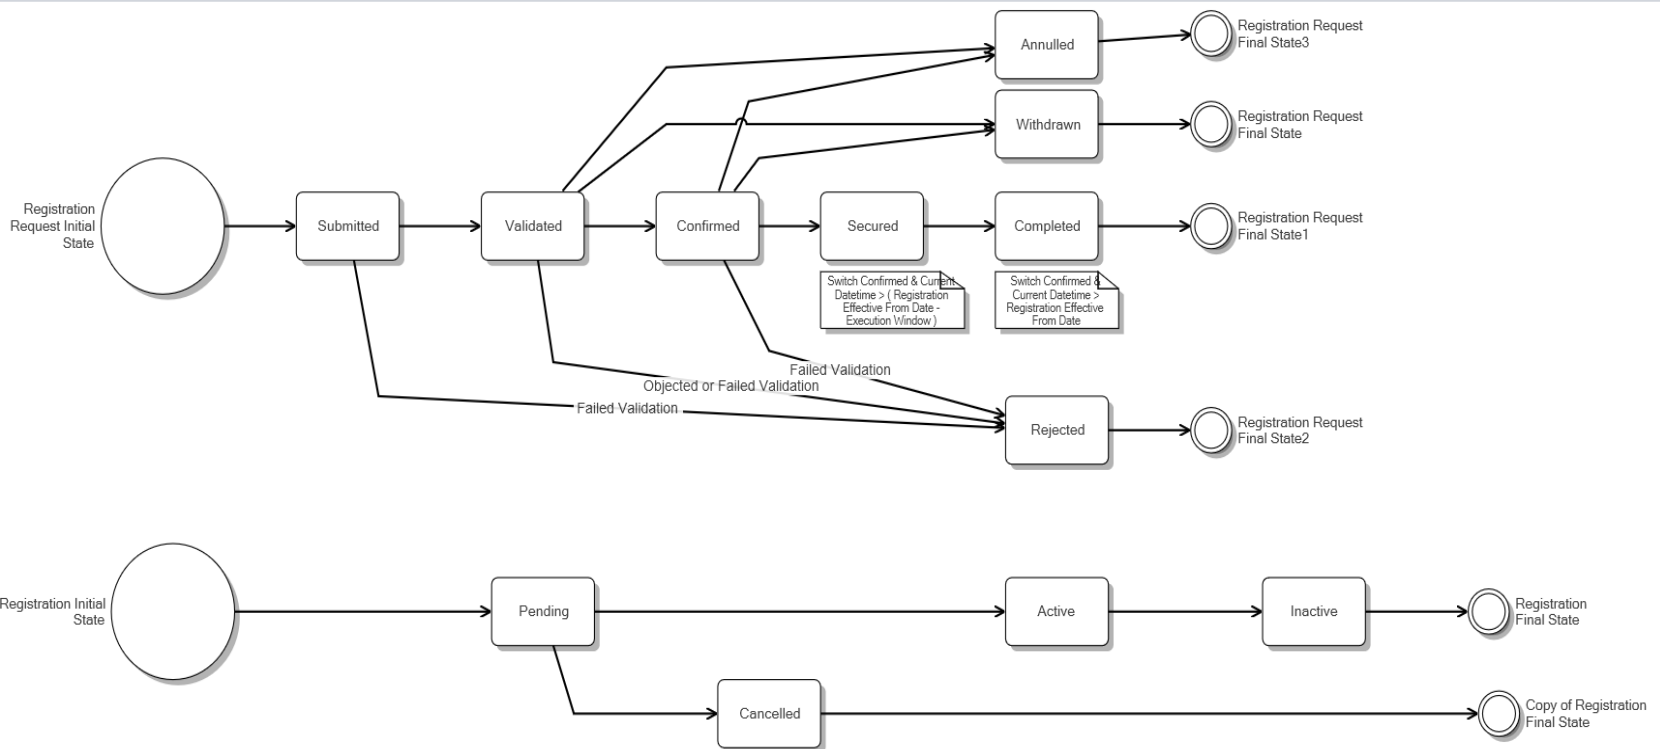 Registration Request
Final State3
Annulled
Registration Request
Final State
Withdrawn
Registration
Request Initial
State
Submitted
Validated
Confirmed
Secured
Completed
Registration Request
Final State1
Switch Confirmed & Current
Datetime > ( Registration
Effective From Date -
Execution Window )
Switch Confirmed &
Current Datetime >
Registration Effective
From Date
Failed Validation
Objected or Failed Validation
Failed Validation
Rejected
Registration Request
Final State2
Registration Initial
State
Pending
Active
Inactive
Registration
Final State
Cancelled
Copy of Registration
Final State